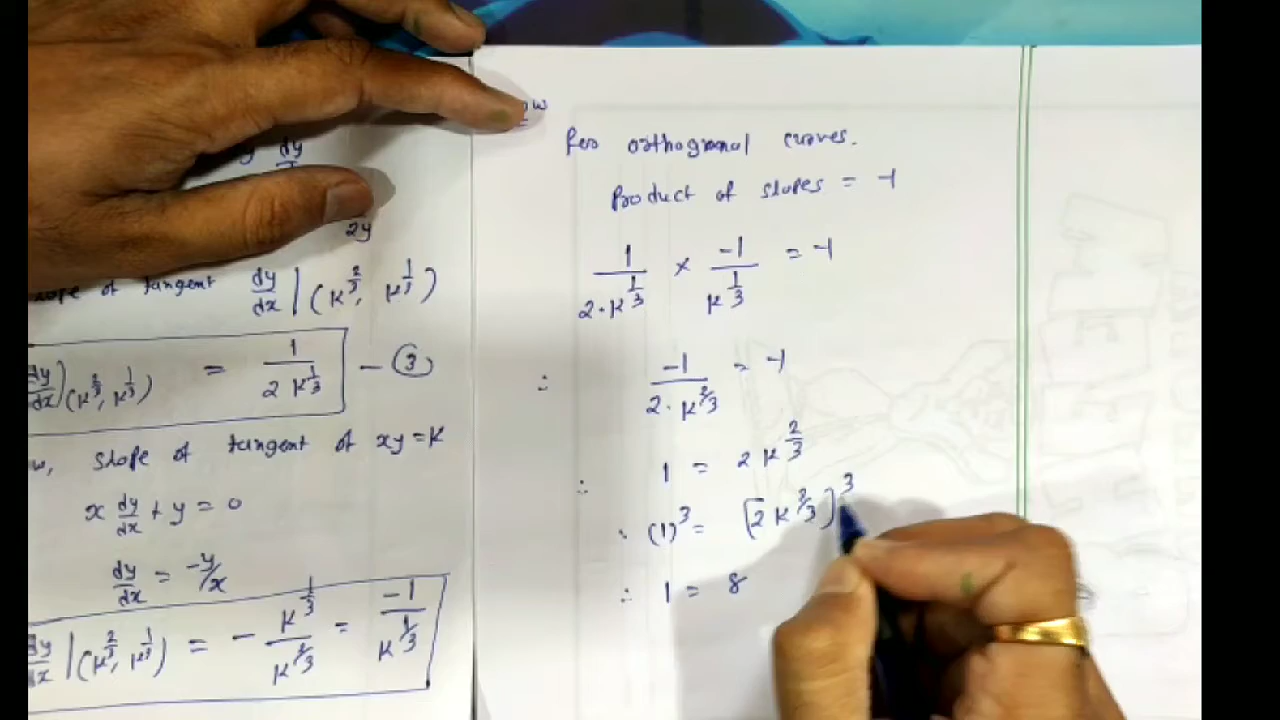 dy
2y
slope of tangent dy/dx | (K^2/3, K^1/3)
dy/dx)(K^2/3, K^1/3) = 1/(2 K^1/3) - ③
w, slope of tangent of xy = K
x dy/dx + y = 0
dy/dx = -y/x
dy/dx | (K^2/3, K^1/3) = - K^1/3 / K^2/3 = -1 / K^1/3
w
for orthogonal curves.
Product of slopes = -1
1/(2·K^1/3) × -1/K^1/3 = -1
∴ -1/(2·K^2/3) = -1
∴ 1 = 2 K^2/3
∴ (1)^3 = [2 K^2/3]^3
∴ 1 = 8